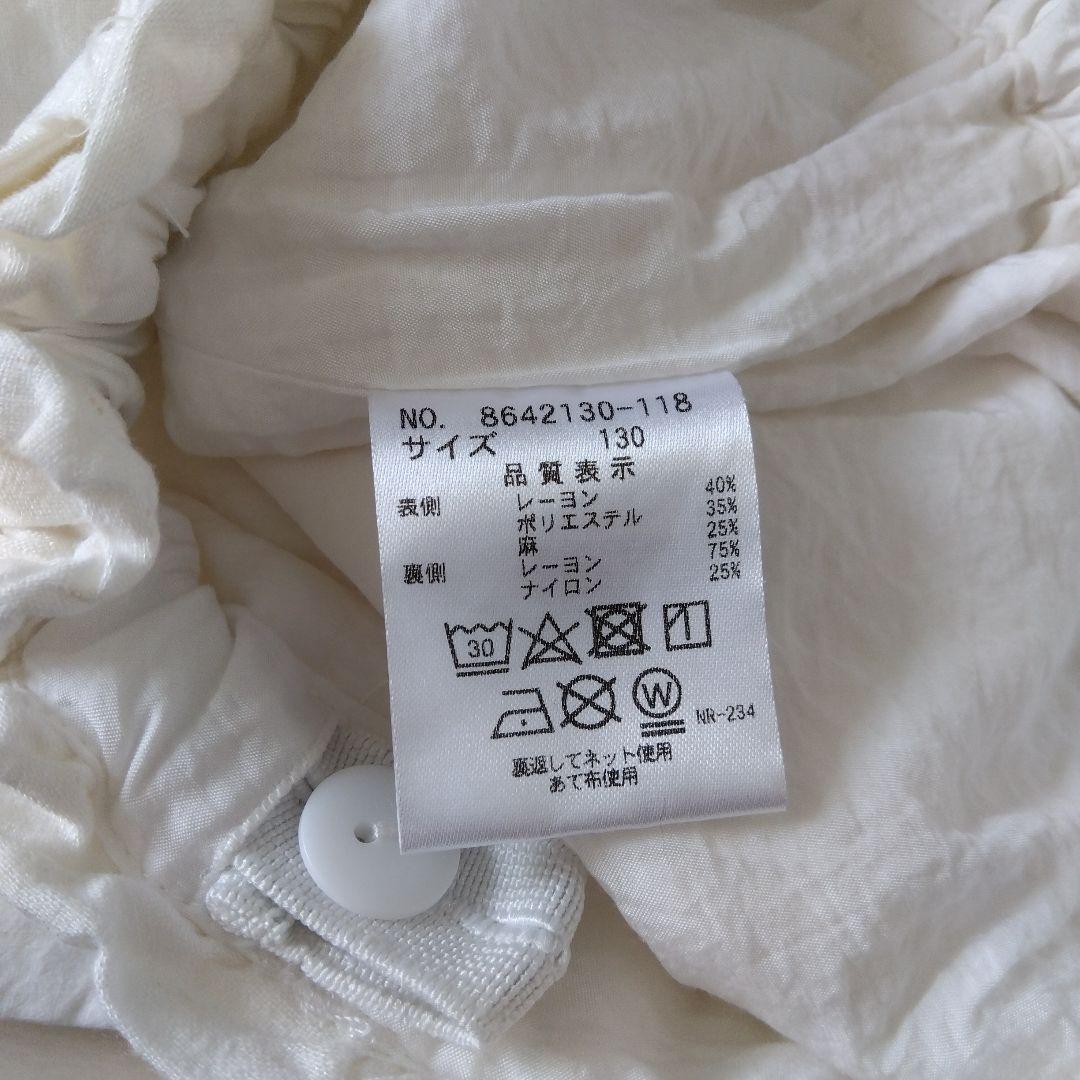 NO. 8642130-118
サイズ 130
品質表示
表側 レーヨン 40%
ポリエステル 35%
麻 25%
裏側 レーヨン 75%
ナイロン 25%
30
W
NR-234
裏返してネット使用
あて布使用